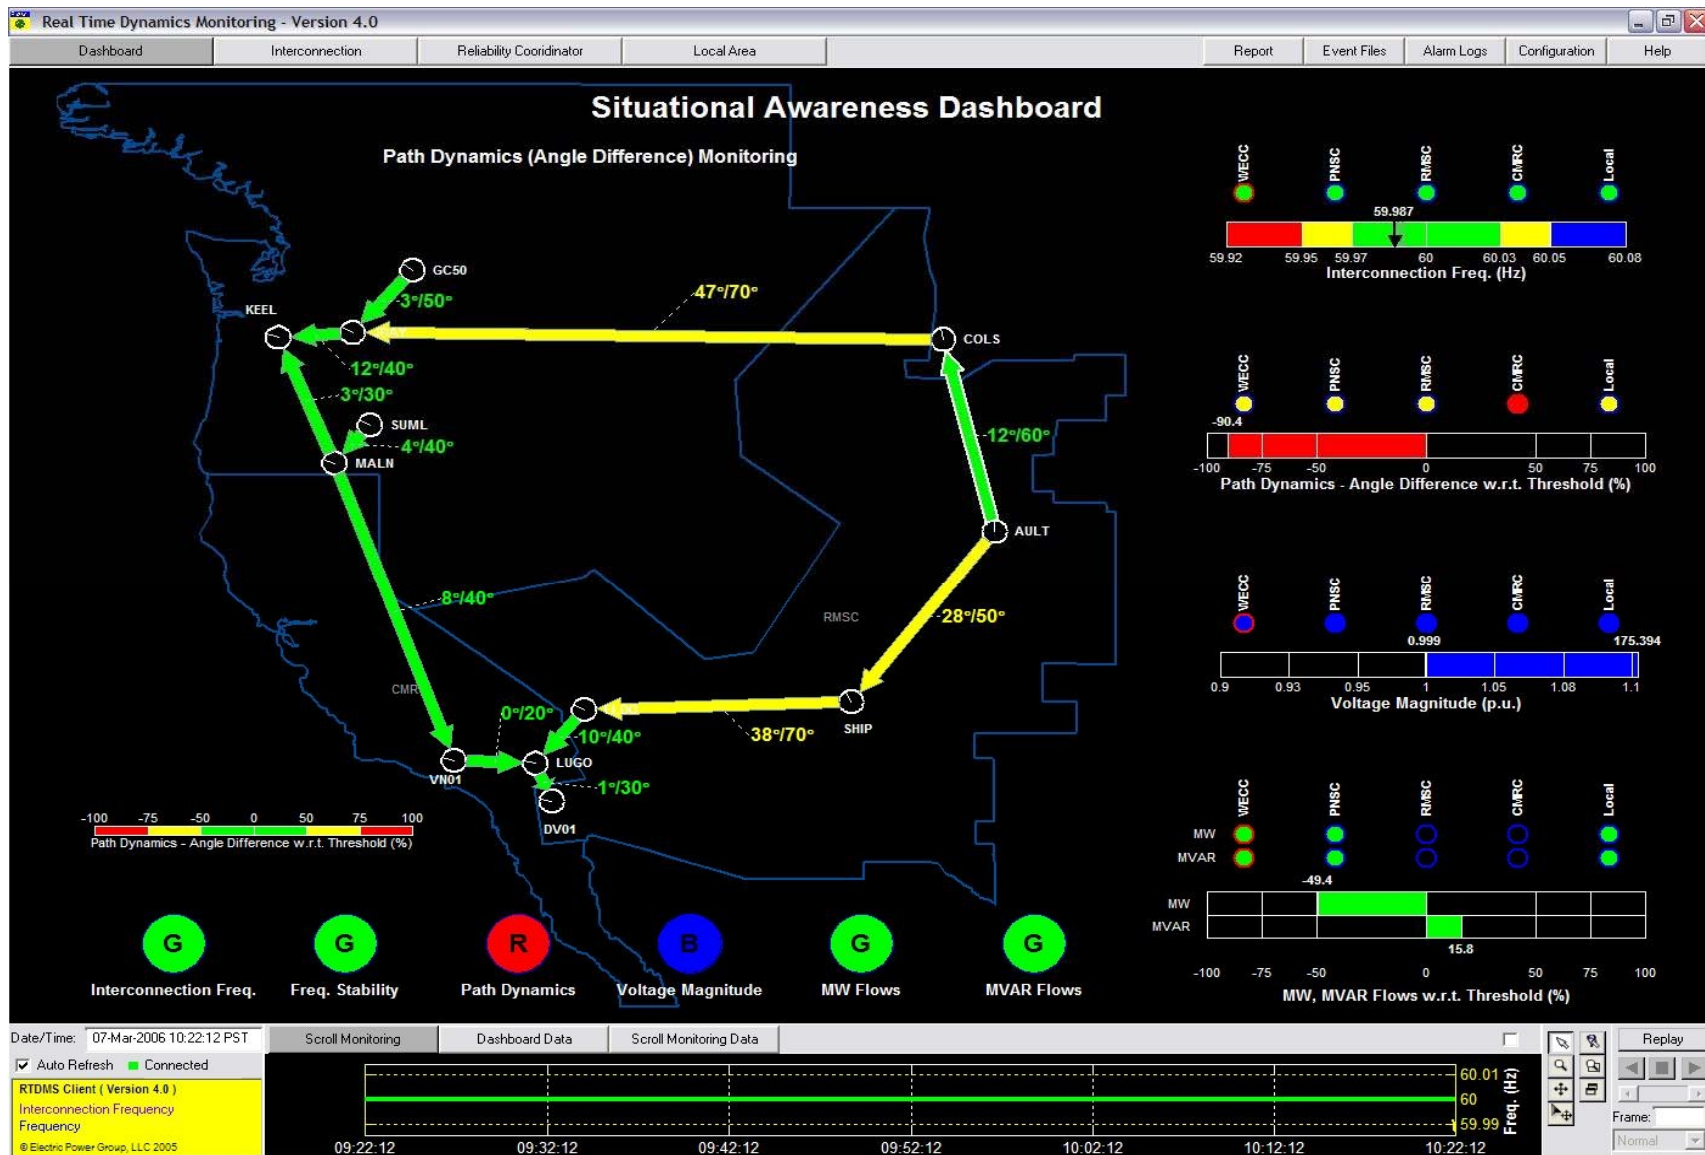 Real Time Dynamics Monitoring - Version 4.0
Dashboard Interconnection Reliability Cooridinator Local Area Report Event Files Alarm Logs Configuration Help
Situational Awareness Dashboard
Path Dynamics (Angle Difference) Monitoring
GC50
3°/50°
47°/70°
KEEL
COLS
12°/40°
3°/30°
SUML
4°/40°
MALN
12°/60°
AULT
8°/40°
RMSC
28°/50°
CMR
0°/20°
10°/40°
38°/70°
SHIP
VN01
LUGO
1°/30°
DV01
-100 -75 -50 0 50 75 100
Path Dynamics - Angle Difference w.r.t. Threshold (%)
WECC PNSC RMSC CMRC Local
59.987
59.92 59.95 59.97 60 60.03 60.05 60.08
Interconnection Freq. (Hz)
WECC PNSC RMSC CMRC Local
-90.4
-100 -75 -50 0 50 75 100
Path Dynamics - Angle Difference w.r.t. Threshold (%)
WECC PNSC RMSC CMRC Local
0.999 175.394
0.9 0.93 0.95 1 1.05 1.08 1.1
Voltage Magnitude (p.u.)
WECC PNSC RMSC CMRC Local
MW
MVAR
-49.4
MW
MVAR
15.8
-100 -75 -50 0 50 75 100
MW, MVAR Flows w.r.t. Threshold (%)
G G R B G G
Interconnection Freq. Freq. Stability Path Dynamics Voltage Magnitude MW Flows MVAR Flows
Date/Time: 07-Mar-2006 10:22:12 PST
Scroll Monitoring Dashboard Data Scroll Monitoring Data
Replay
Auto Refresh Connected
RTDMS Client ( Version 4.0 )
Interconnection Frequency
Frequency
© Electric Power Group, LLC 2005
60.01
60
59.99
Freq. (Hz)
09:22:12 09:32:12 09:42:12 09:52:12 10:02:12 10:12:12 10:22:12
Frame:
Normal